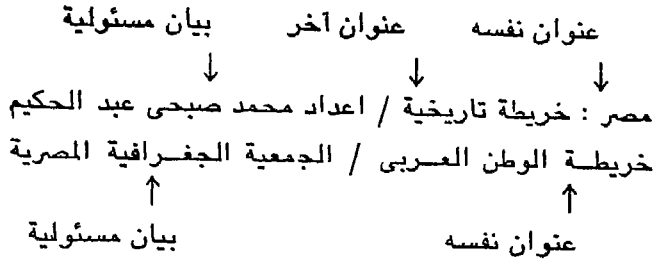 عنوان نفسه عنوان آخر بيان مسئولية
مصر : خريطة تاريخية / اعداد محمد صبحى عبد الحكيم
خريطة الوطن العربى / الجمعية الجغرافية المصرية
عنوان نفسه بيان مسئولية